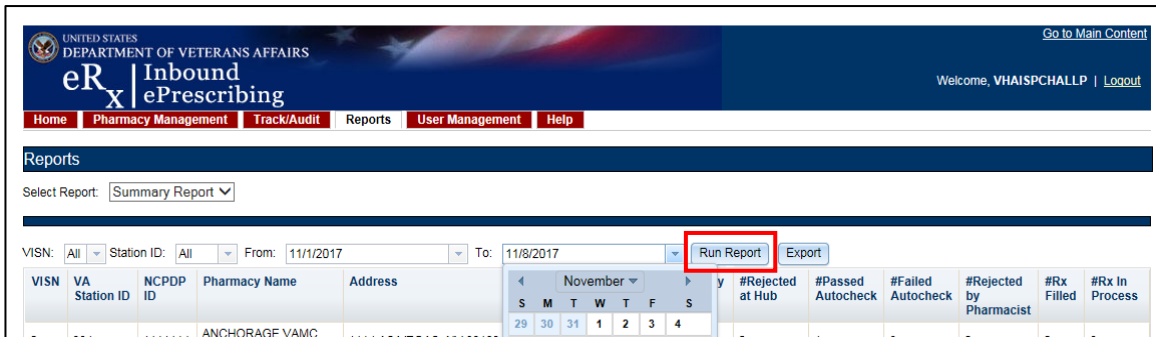 UNITED STATES
DEPARTMENT OF VETERANS AFFAIRS
eRx Inbound ePrescribing
Go to Main Content
Welcome, VHAISPCHALLP | Logout
Home Pharmacy Management Track/Audit Reports User Management Help
Reports
Select Report: Summary Report
VISN: All Station ID: All From: 11/1/2017 To: 11/8/2017 Run Report Export
VISN VA Station ID NCPDP ID Pharmacy Name Address #Rejected at Hub #Passed Autocheck #Failed Autocheck #Rejected by Pharmacist #Rx Filled #Rx In Process
November
S M T W T F S
29 30 31 1 2 3 4
ANCHORAGE VAMC